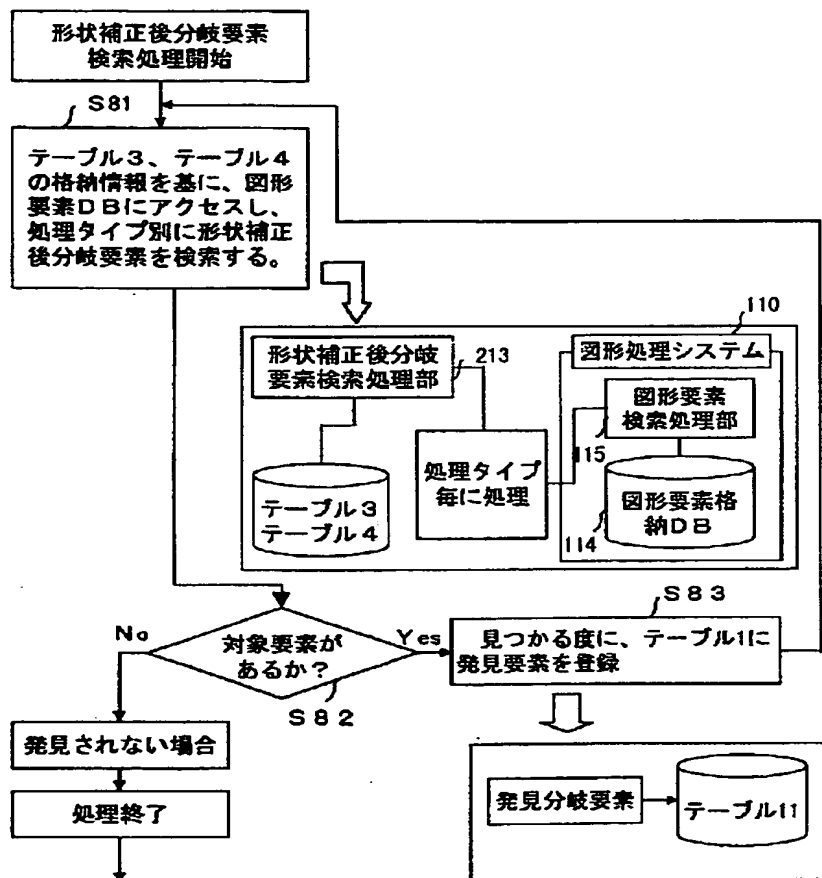 形状補正後分岐要素
検索処理開始
S81
テーブル３、テーブル４
の格納情報を基に、図形
要素ＤＢにアクセスし、
処理タイプ別に形状補正
後分岐要素を検索する。
110
形状補正後分岐
要素検索処理部
213
図形処理システム
図形要素
検索処理部
115
処理タイプ
毎に処理
テーブル３
テーブル４
図形要素格
納ＤＢ
114
S82
対象要素が
あるか？
No
Yes
S83
見つかる度に、テーブル1に
発見要素を登録
発見されない場合
処理終了
発見分岐要素
テーブル11